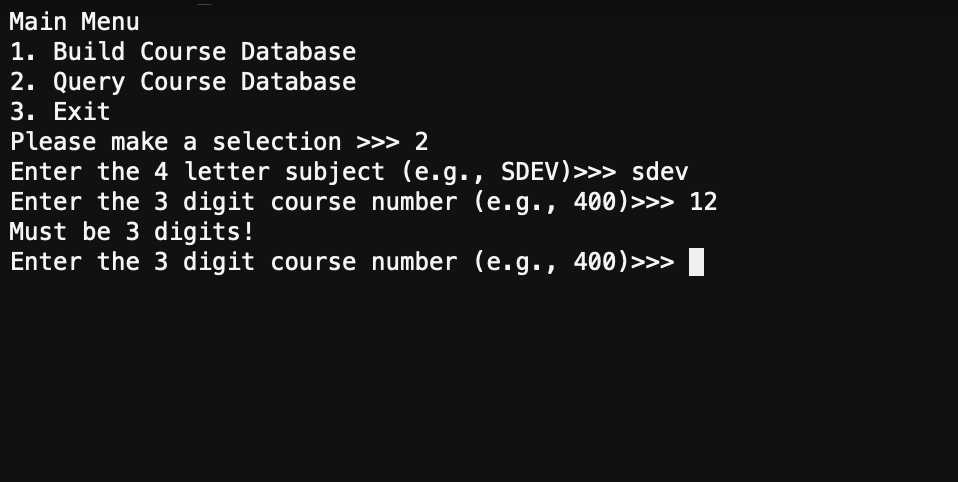 Main Menu
1. Build Course Database
2. Query Course Database
3. Exit
Please make a selection >>> 2
Enter the 4 letter subject (e.g., SDEV)>>> sdev
Enter the 3 digit course number (e.g., 400)>>> 12
Must be 3 digits!
Enter the 3 digit course number (e.g., 400)>>>